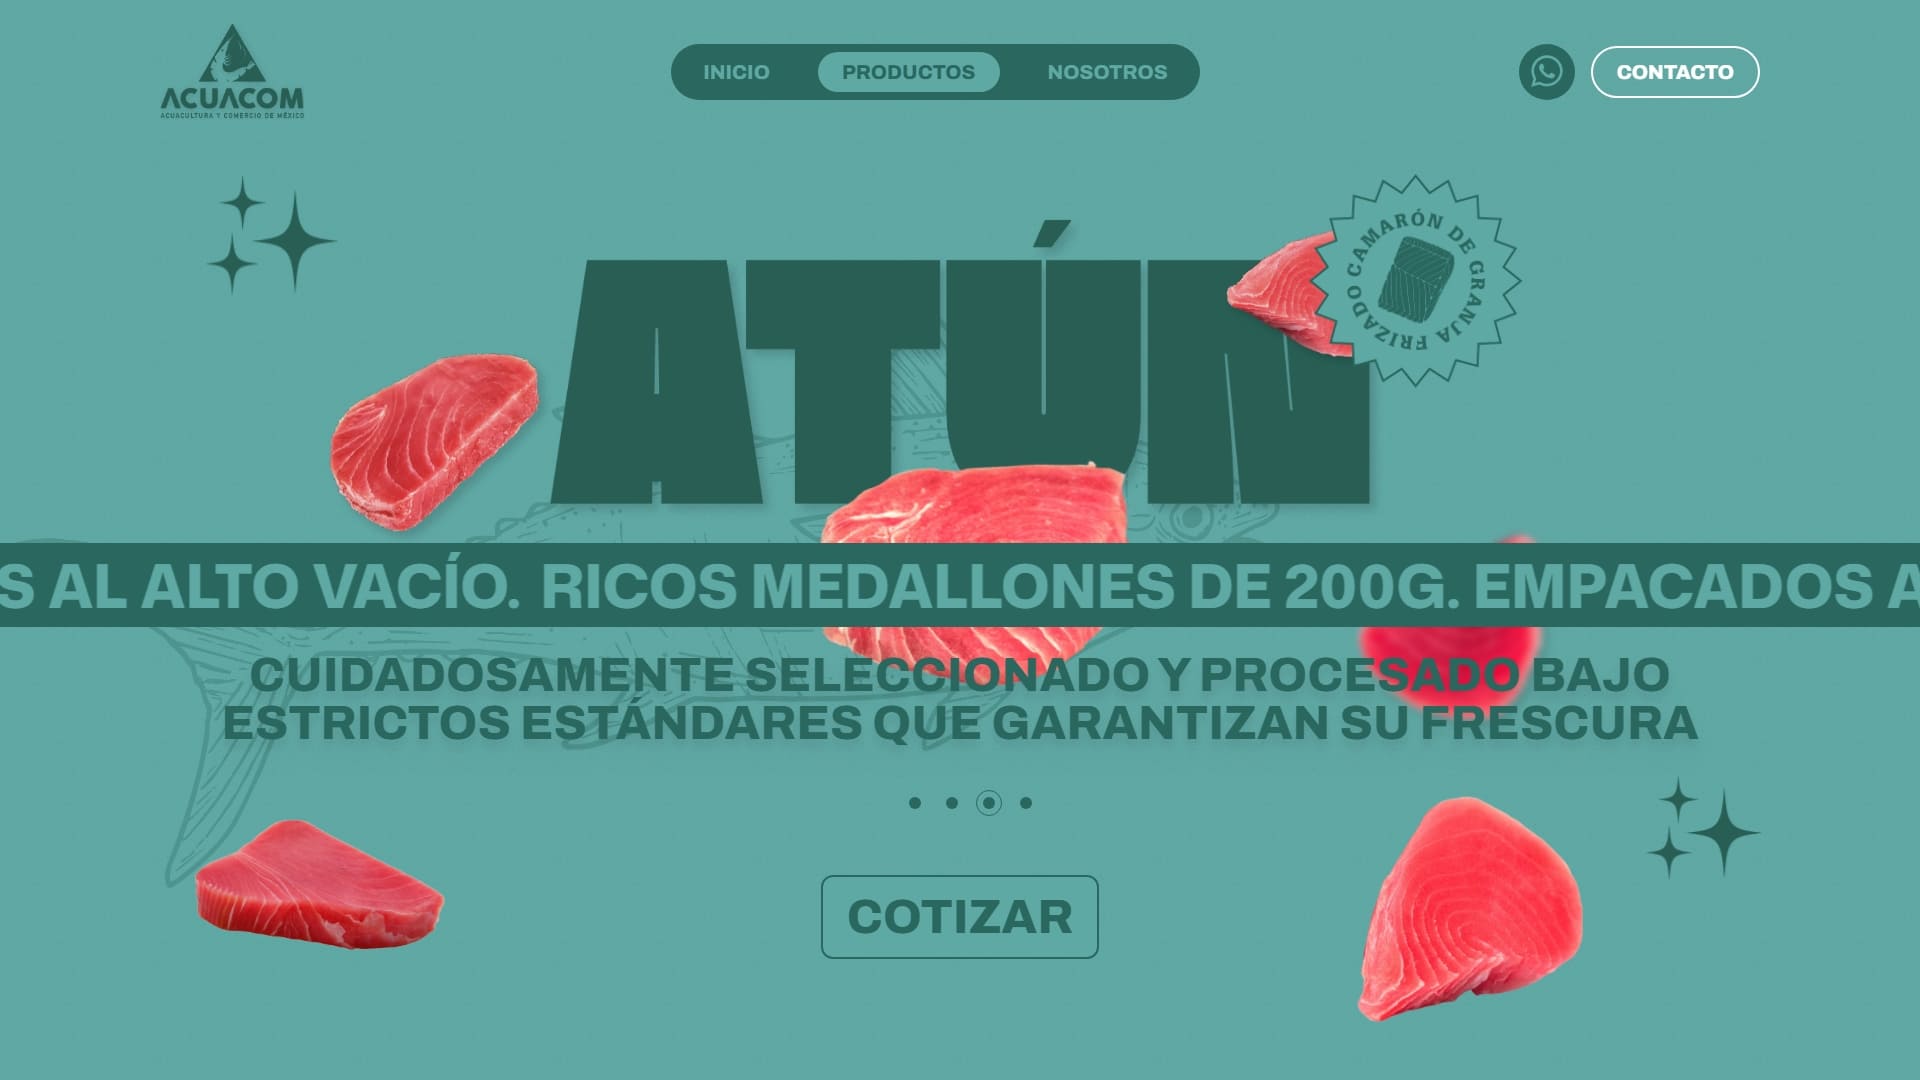 ACUACOM
ACUACULTURA Y COMERCIO DE MÉXICO
INICIO
PRODUCTOS
NOSOTROS
CONTACTO
ATÚN
CAMARÓN DE GRANJA FRIZADO
S AL ALTO VACÍO. RICOS MEDALLONES DE 200G. EMPACADOS A
CUIDADOSAMENTE SELECCIONADO Y PROCESADO BAJO
ESTRICTOS ESTÁNDARES QUE GARANTIZAN SU FRESCURA
COTIZAR